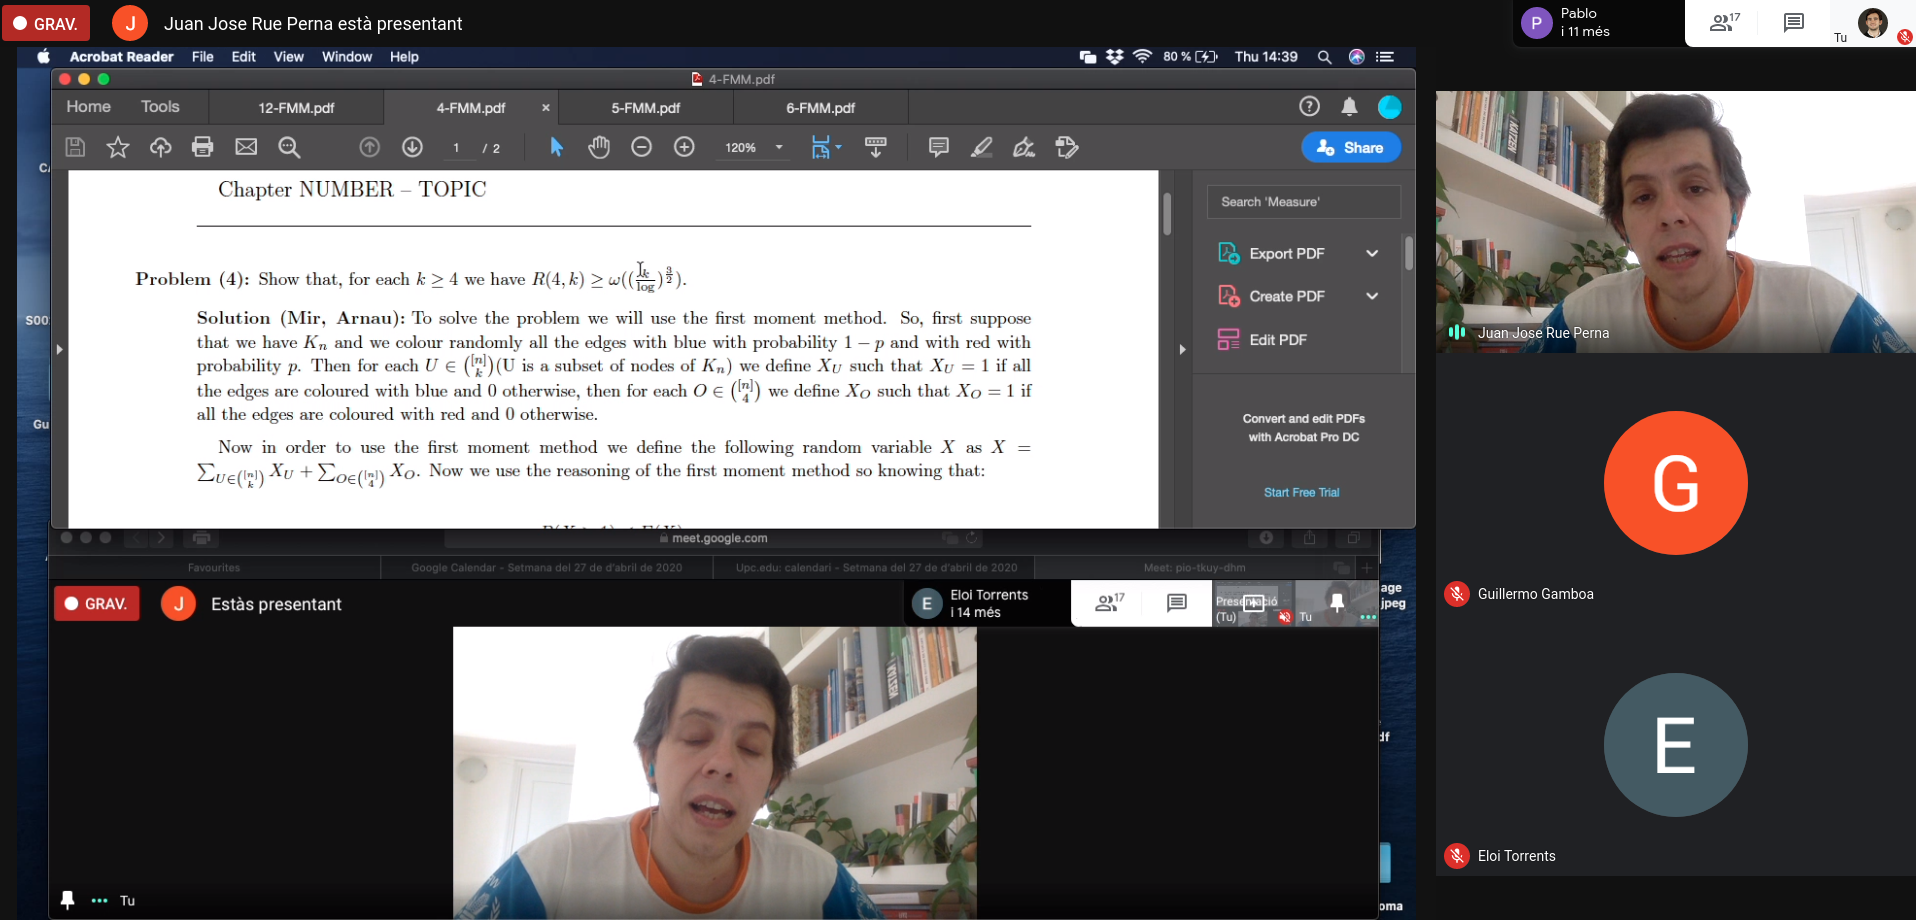 GRAV.
J
Juan Jose Rue Perna està presentant
P
Pablo
i 11 més
17
Tu
Acrobat Reader File Edit View Window Help
80 %
Thu 14:39
4-FMM.pdf
Home Tools
12-FMM.pdf
4-FMM.pdf ×
5-FMM.pdf
6-FMM.pdf
1 / 2
120%
Share
Chapter NUMBER – TOPIC
Problem (4): Show that, for each k ≥ 4 we have R(4, k) ≥ ω((k/log)^{3/2}).
Solution (Mir, Arnau): To solve the problem we will use the first moment method. So, first suppose
that we have K_n and we colour randomly all the edges with blue with probability 1 − p and with red with
probability p. Then for each U ∈ \binom{[n]}{k}(U is a subset of nodes of K_n) we define X_U such that X_U = 1 if all
the edges are coloured with blue and 0 otherwise, then for each O ∈ \binom{[n]}{4} we define X_O such that X_O = 1 if
all the edges are coloured with red and 0 otherwise.
Now in order to use the first moment method we define the following random variable X as X =
∑_{U∈\binom{[n]}{k}} X_U + ∑_{O∈\binom{[n]}{4}} X_O. Now we use the reasoning of the first moment method so knowing that:
Search 'Measure'
Export PDF
Create PDF
Edit PDF
Convert and edit PDFs
with Acrobat Pro DC
Start Free Trial
meet.google.com
Favourites
Google Calendar - Setmana del 27 de d'abril de 2020
Upc.edu: calendari - Setmana del 27 de d'abril de 2020
Meet: pio-tkuy-dhm
GRAV.
J
Estàs presentant
E
Eloi Torrents
i 14 més
17
Presentació
(Tu)
Tu
Tu
KATZEN
Juan Jose Rue Perna
G
Guillermo Gamboa
E
Eloi Torrents
S00
Gu
age
jpeg
df
oma